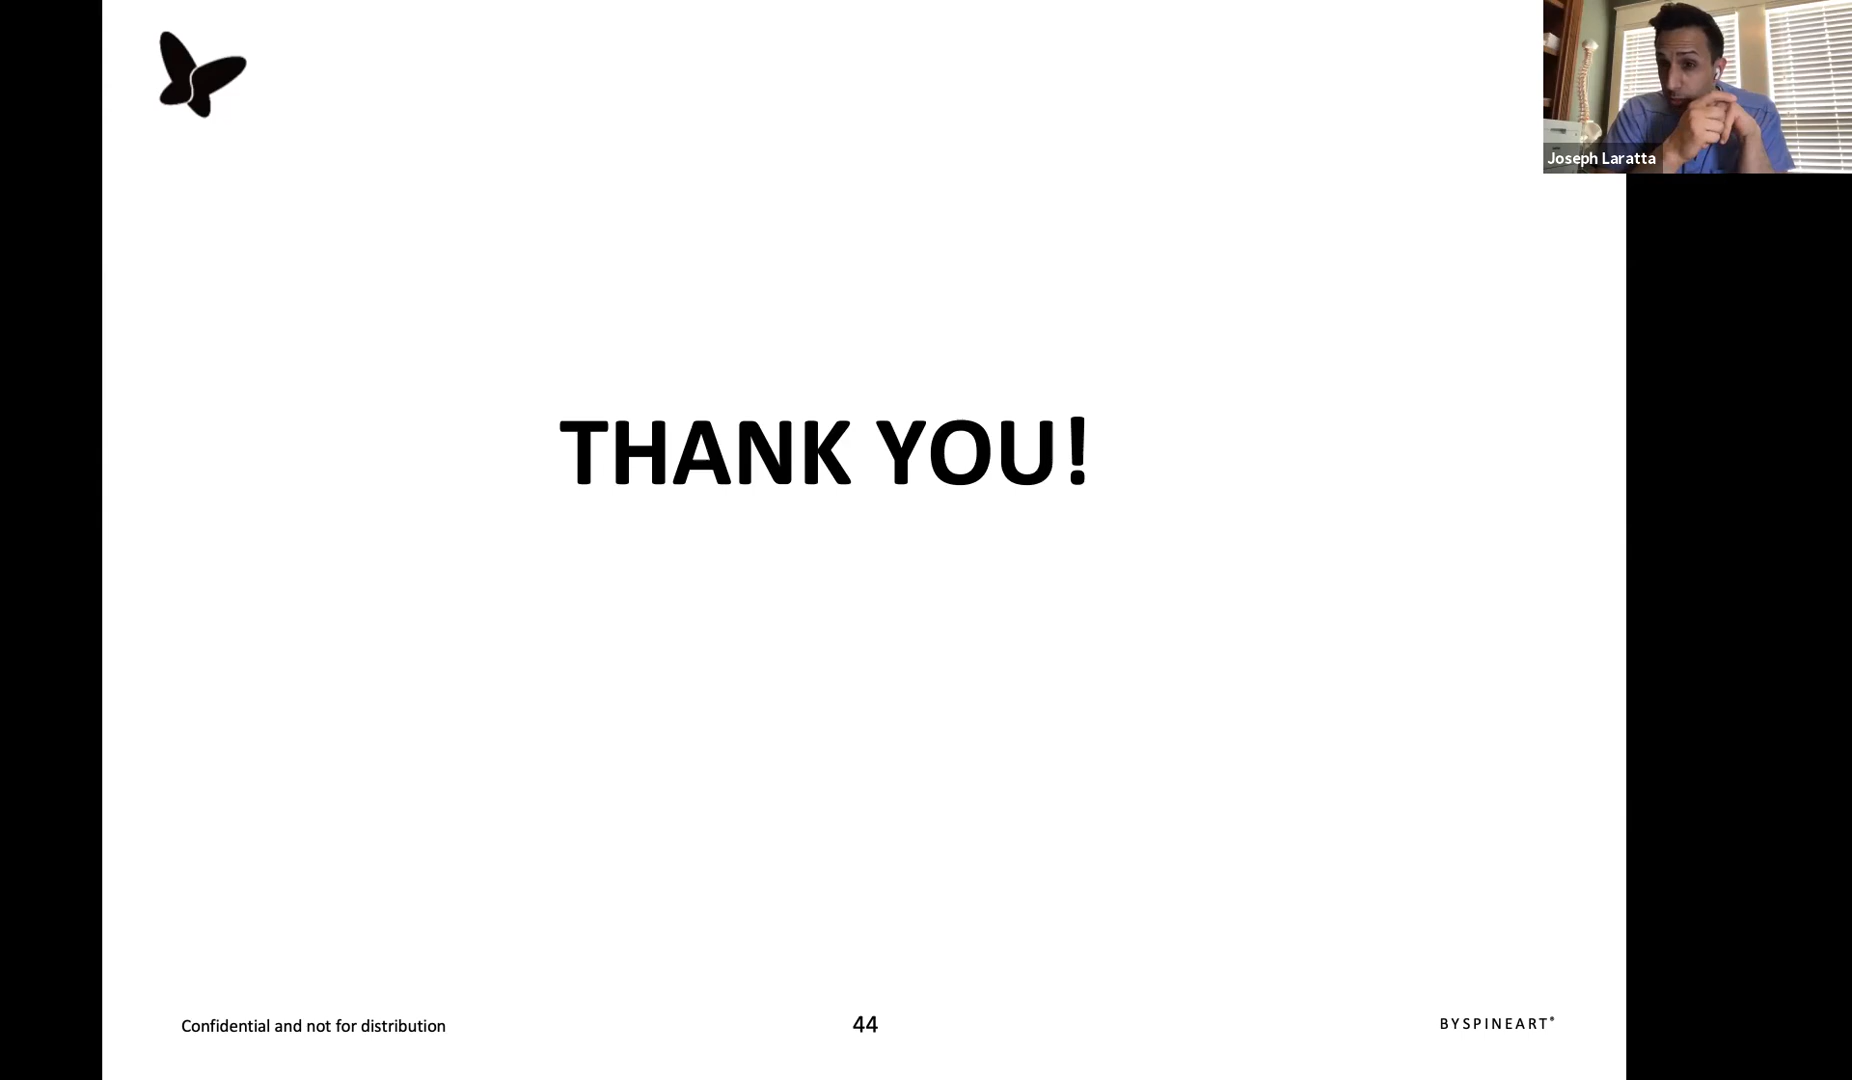 Joseph Laratta
THANK YOU!
Confidential and not for distribution
44
BYSPINEART®